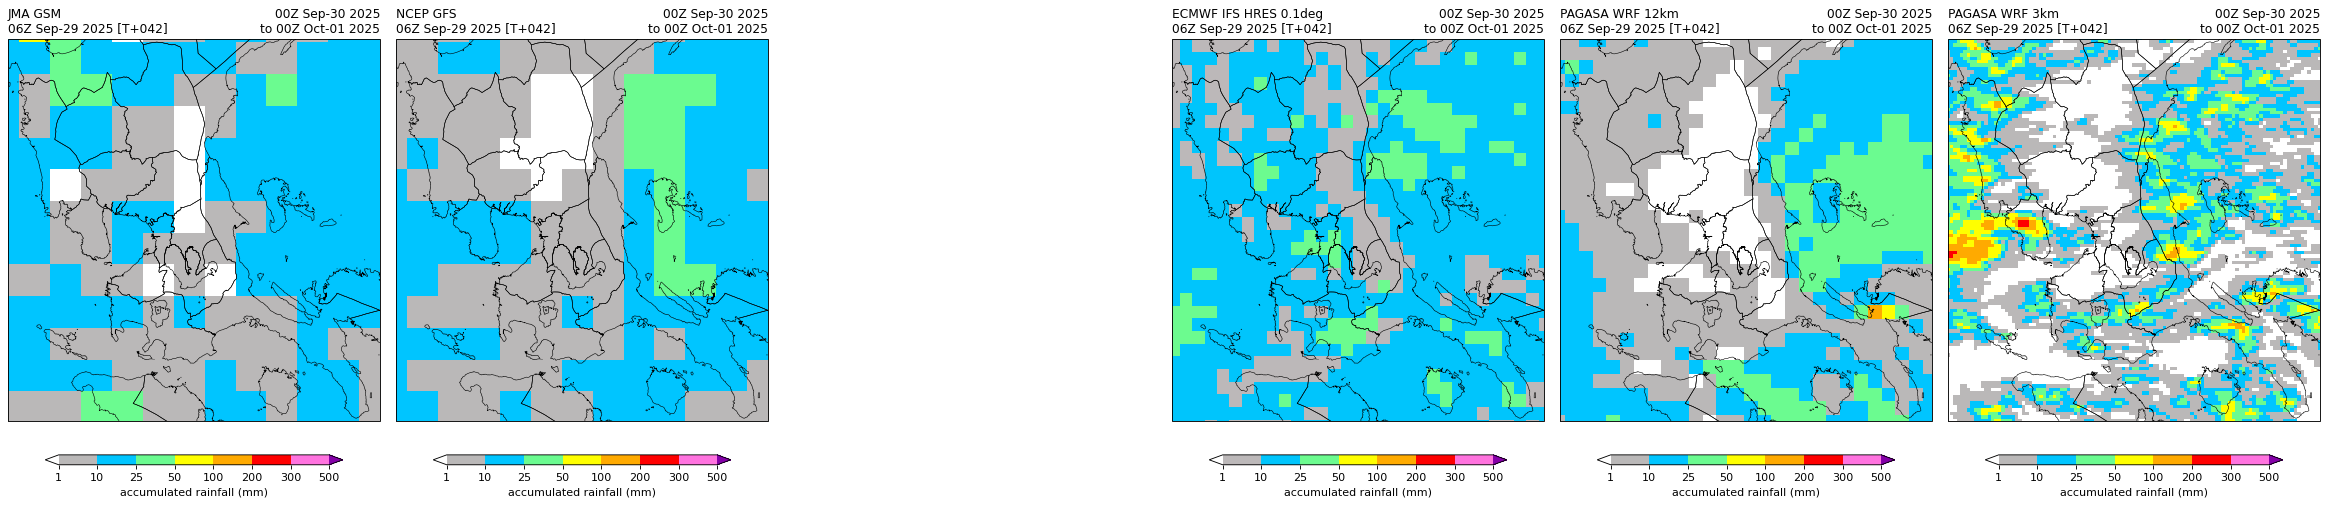 JMA GSM 00Z Sep-30 2025
06Z Sep-29 2025 [T+042] to 00Z Oct-01 2025
NCEP GFS 00Z Sep-30 2025
06Z Sep-29 2025 [T+042] to 00Z Oct-01 2025
ECMWF IFS HRES 0.1deg 00Z Sep-30 2025
06Z Sep-29 2025 [T+042] to 00Z Oct-01 2025
PAGASA WRF 12km 00Z Sep-30 2025
06Z Sep-29 2025 [T+042] to 00Z Oct-01 2025
PAGASA WRF 3km 00Z Sep-30 2025
06Z Sep-29 2025 [T+042] to 00Z Oct-01 2025
1 10 25 50 100 200 300 500
accumulated rainfall (mm)
1 10 25 50 100 200 300 500
accumulated rainfall (mm)
1 10 25 50 100 200 300 500
accumulated rainfall (mm)
1 10 25 50 100 200 300 500
accumulated rainfall (mm)
1 10 25 50 100 200 300 500
accumulated rainfall (mm)